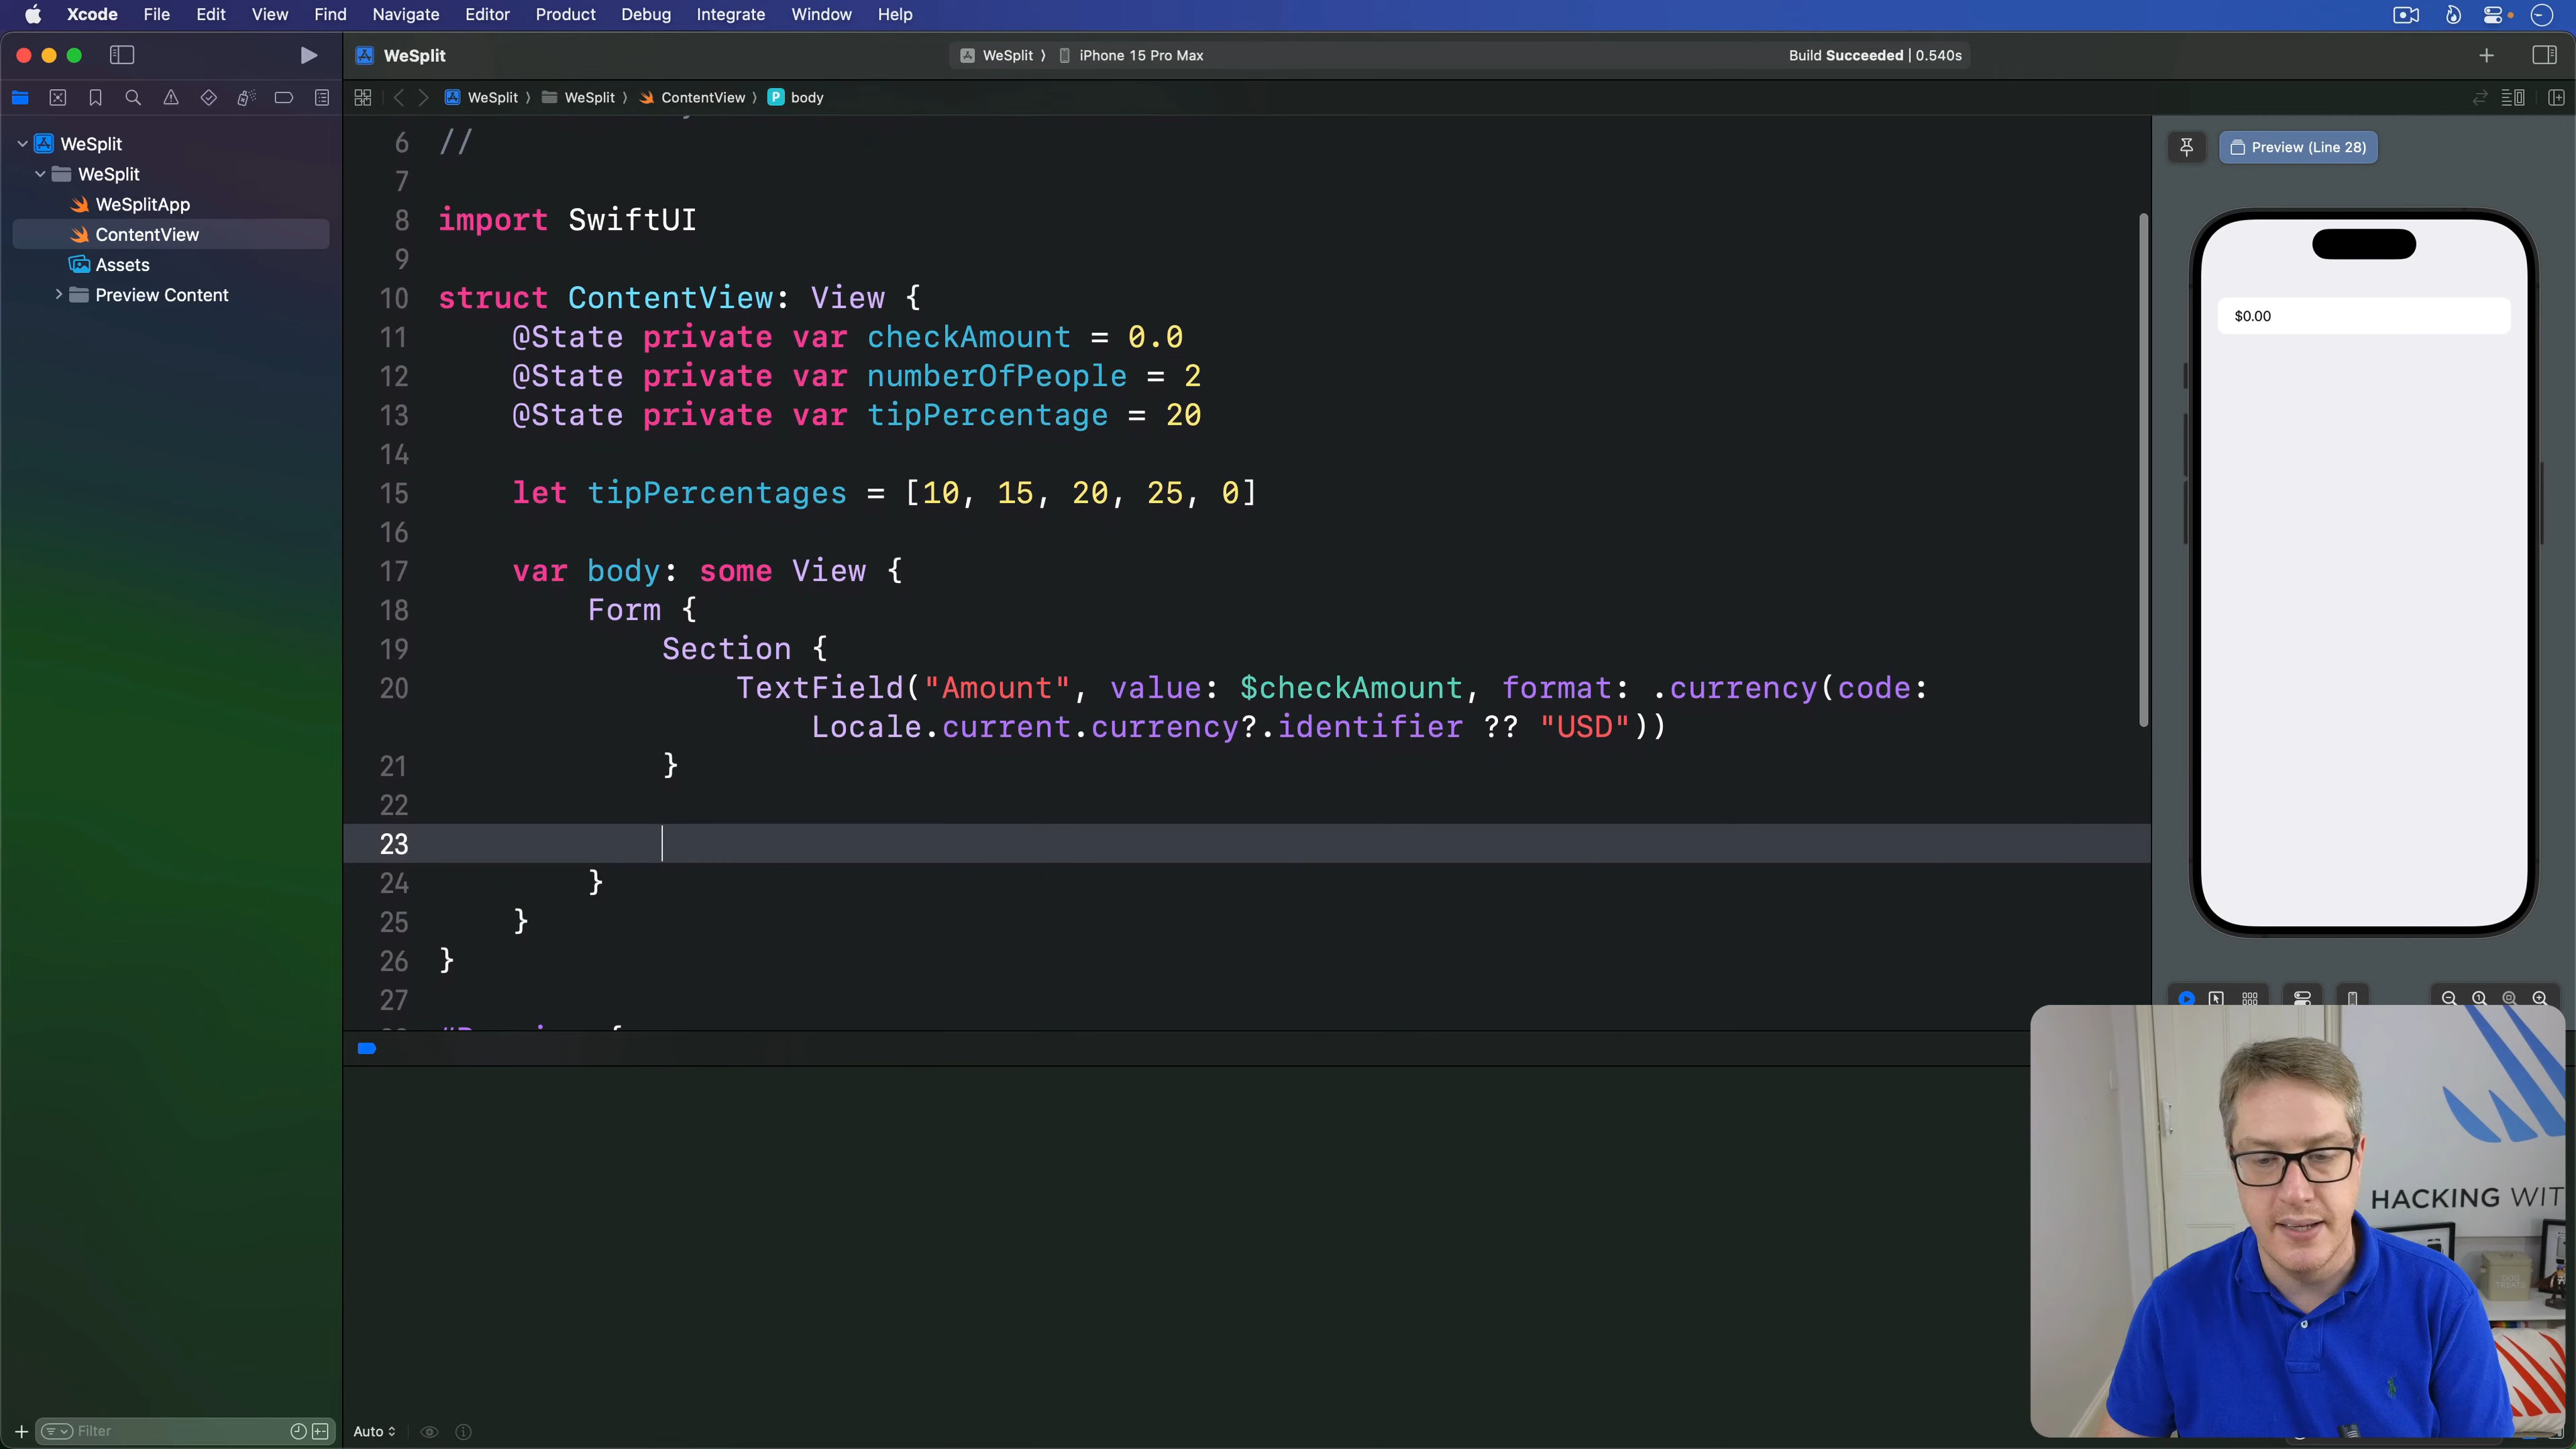 Xcode File Edit View Find Navigate Editor Product Debug Integrate Window Help
WeSplit
WeSplit ⟩ iPhone 15 Pro Max
Build Succeeded | 0.540s
WeSplit ⟩ WeSplit ⟩ ContentView ⟩ P body
WeSplit
WeSplit
WeSplitApp
ContentView
Assets
Preview Content
6 //
7
8 import SwiftUI
9
10 struct ContentView: View {
11 @State private var checkAmount = 0.0
12 @State private var numberOfPeople = 2
13 @State private var tipPercentage = 20
14
15 let tipPercentages = [10, 15, 20, 25, 0]
16
17 var body: some View {
18 Form {
19 Section {
20 TextField("Amount", value: $checkAmount, format: .currency(code:
Locale.current.currency?.identifier ?? "USD"))
21 }
22
23
24 }
25 }
26 }
27
Preview (Line 28)
$0.00
HACKING WIT
Filter
Auto